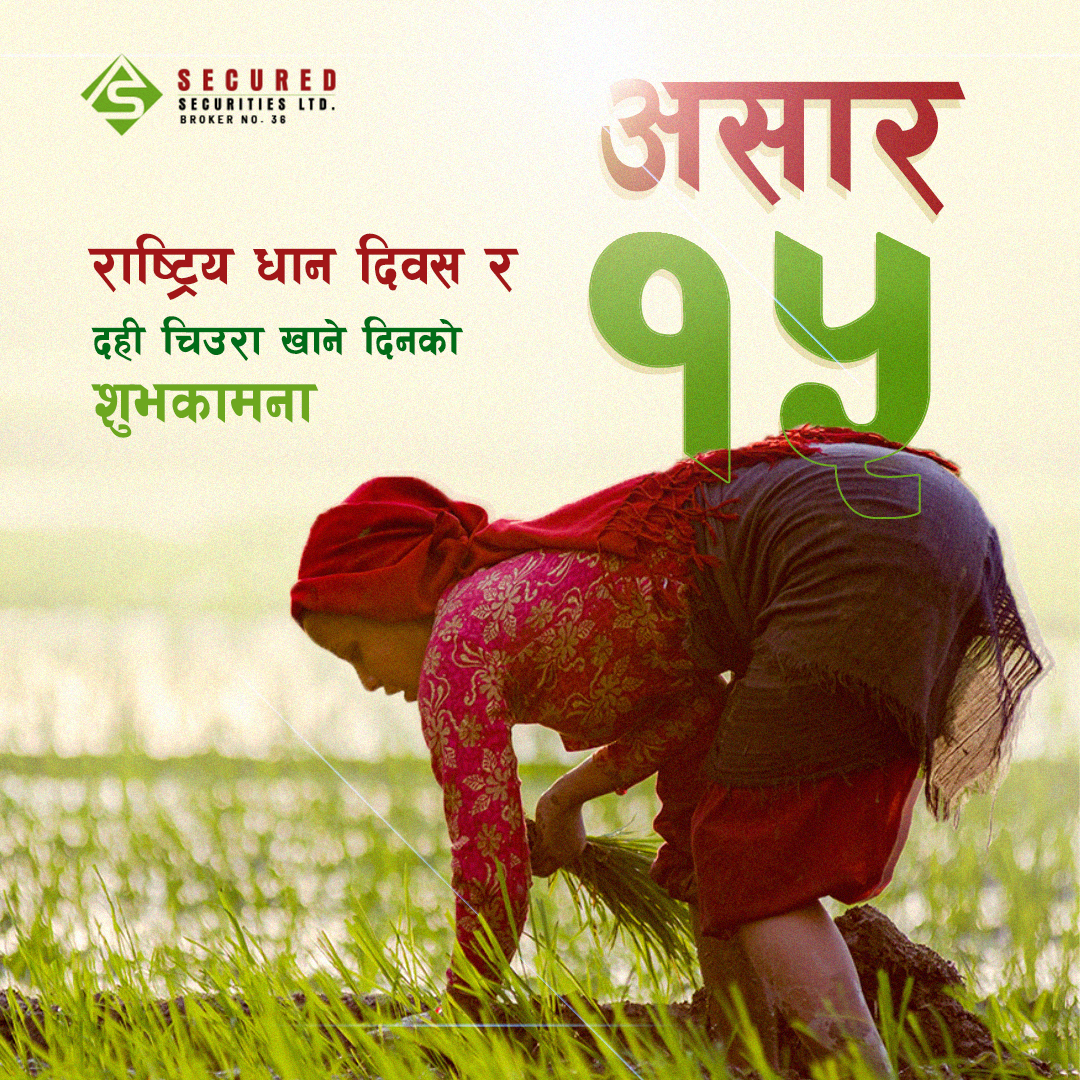 SECURED
SECURITIES LTD.
BROKER NO. 36
असार
१५
राष्ट्रिय धान दिवस र
दही चिउरा खाने दिनको
शुभकामना